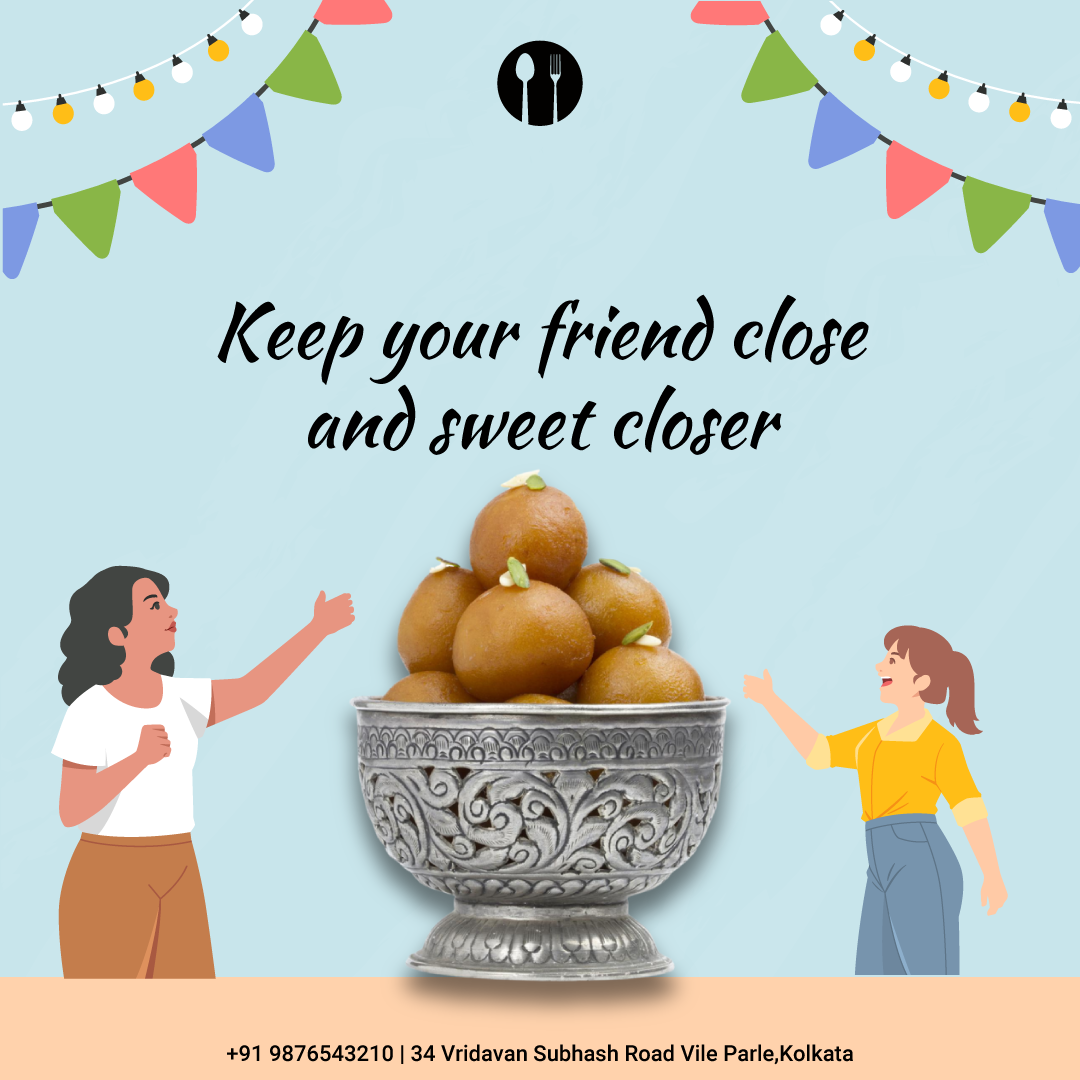 Keep your friend close
and sweet closer
+91 9876543210 | 34 Vridavan Subhash Road Vile Parle,Kolkata